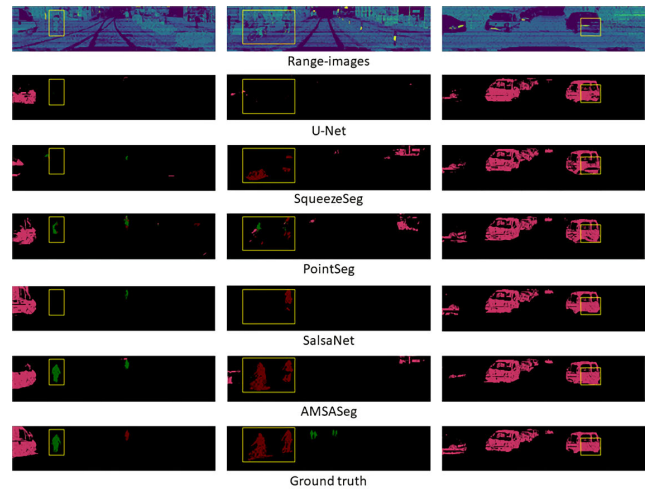 Range-images
U-Net
SqueezeSeg
PointSeg
SalsaNet
AMSASeg
Ground truth